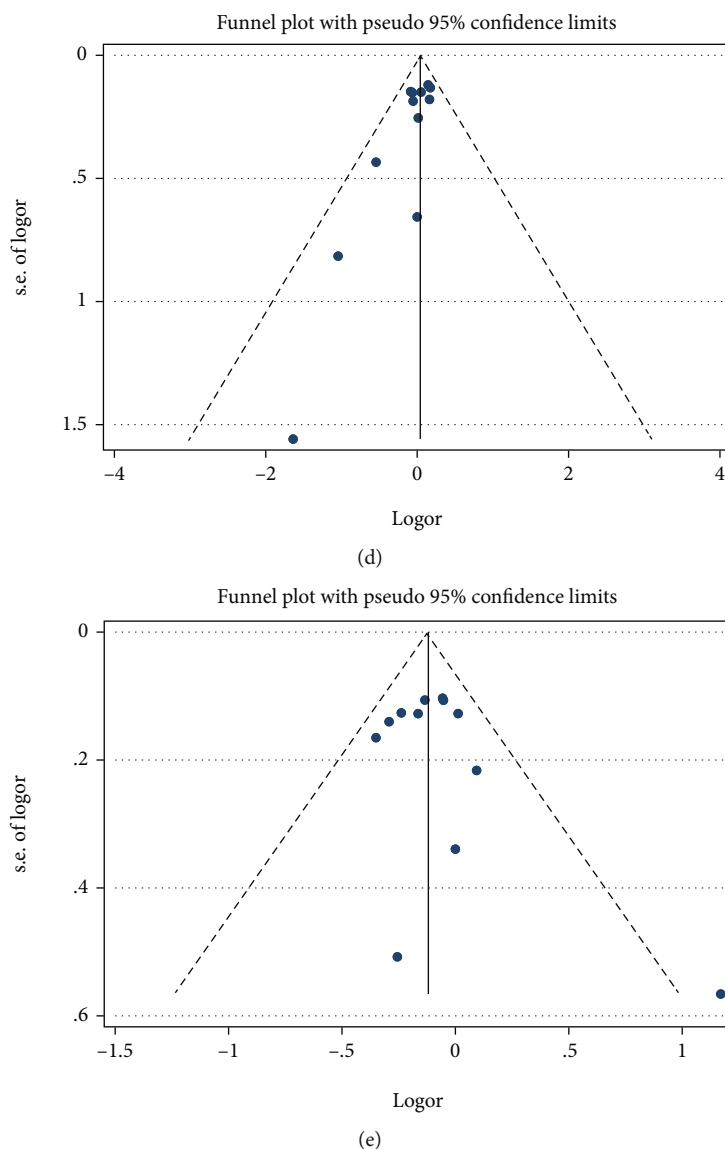 Funnel plot with pseudo 95% confidence limits
0
.5
1
1.5
s.e. of logor
–4
–2
0
2
4
Logor
(d)
Funnel plot with pseudo 95% confidence limits
0
.2
.4
.6
s.e. of logor
–1.5
–1
–.5
0
.5
1
Logor
(e)